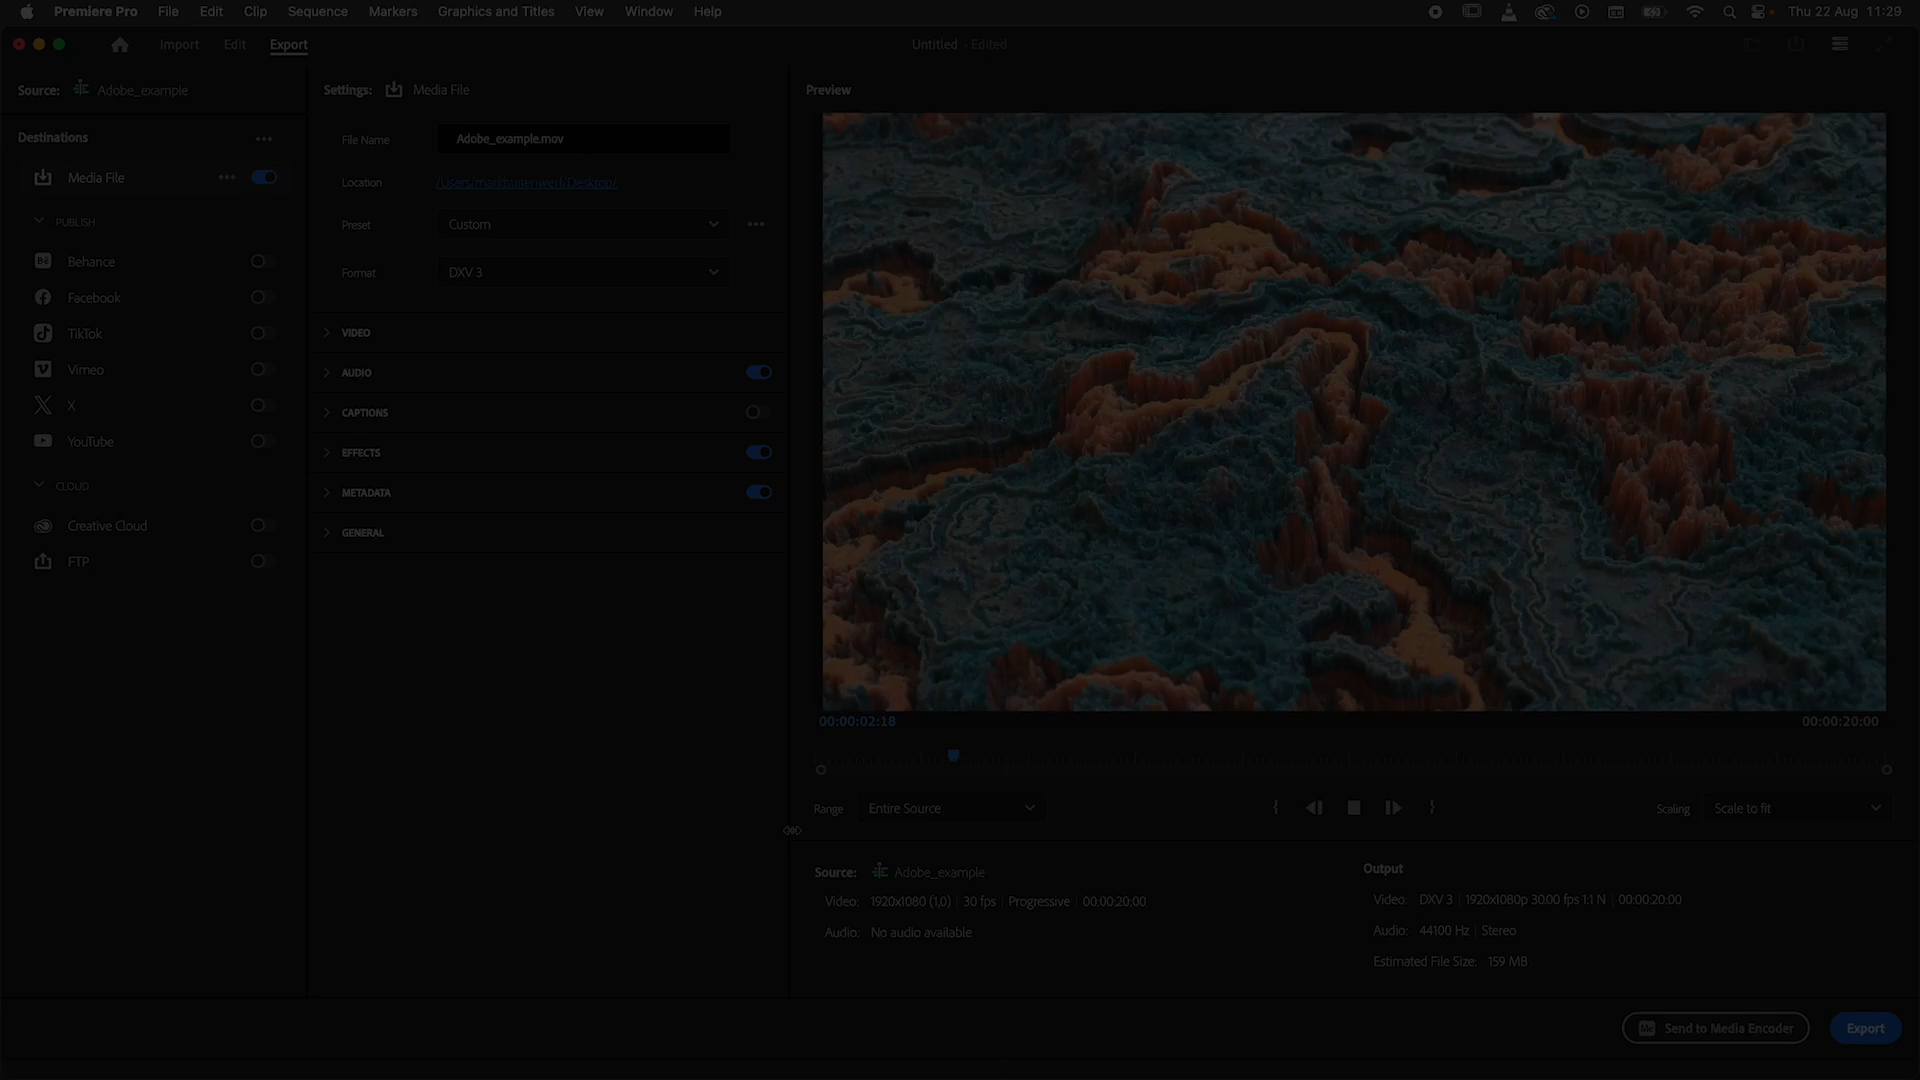 Premiere Pro File Edit Clip Sequence Markers Graphics and Titles View Window Help Thu 22 Aug 11:29
Import Edit Export Untitled - Edited
Source: Adobe_example
Settings: Media File
Preview
Destinations
Media File
PUBLISH
Behance
Facebook
TikTok
Vimeo
X
YouTube
CLOUD
Creative Cloud
FTP
File Name Adobe_example.mov
Location /Users/markbuitenwerf/Desktop/
Preset Custom
Format DXV 3
VIDEO
AUDIO
CAPTIONS
EFFECTS
METADATA
GENERAL
00:00:02:18 00:00:20:00
Range Entire Source { } Scaling Scale to fit
Source: Adobe_example
Video: 1920x1080 (1,0) | 30 fps | Progressive | 00:00:20:00
Audio: No audio available
Output
Video: DXV 3 | 1920x1080p 30.00 fps 1:1 N | 00:00:20:00
Audio: 44100 Hz | Stereo
Estimated File Size: 159 MB
Me Send to Media Encoder Export